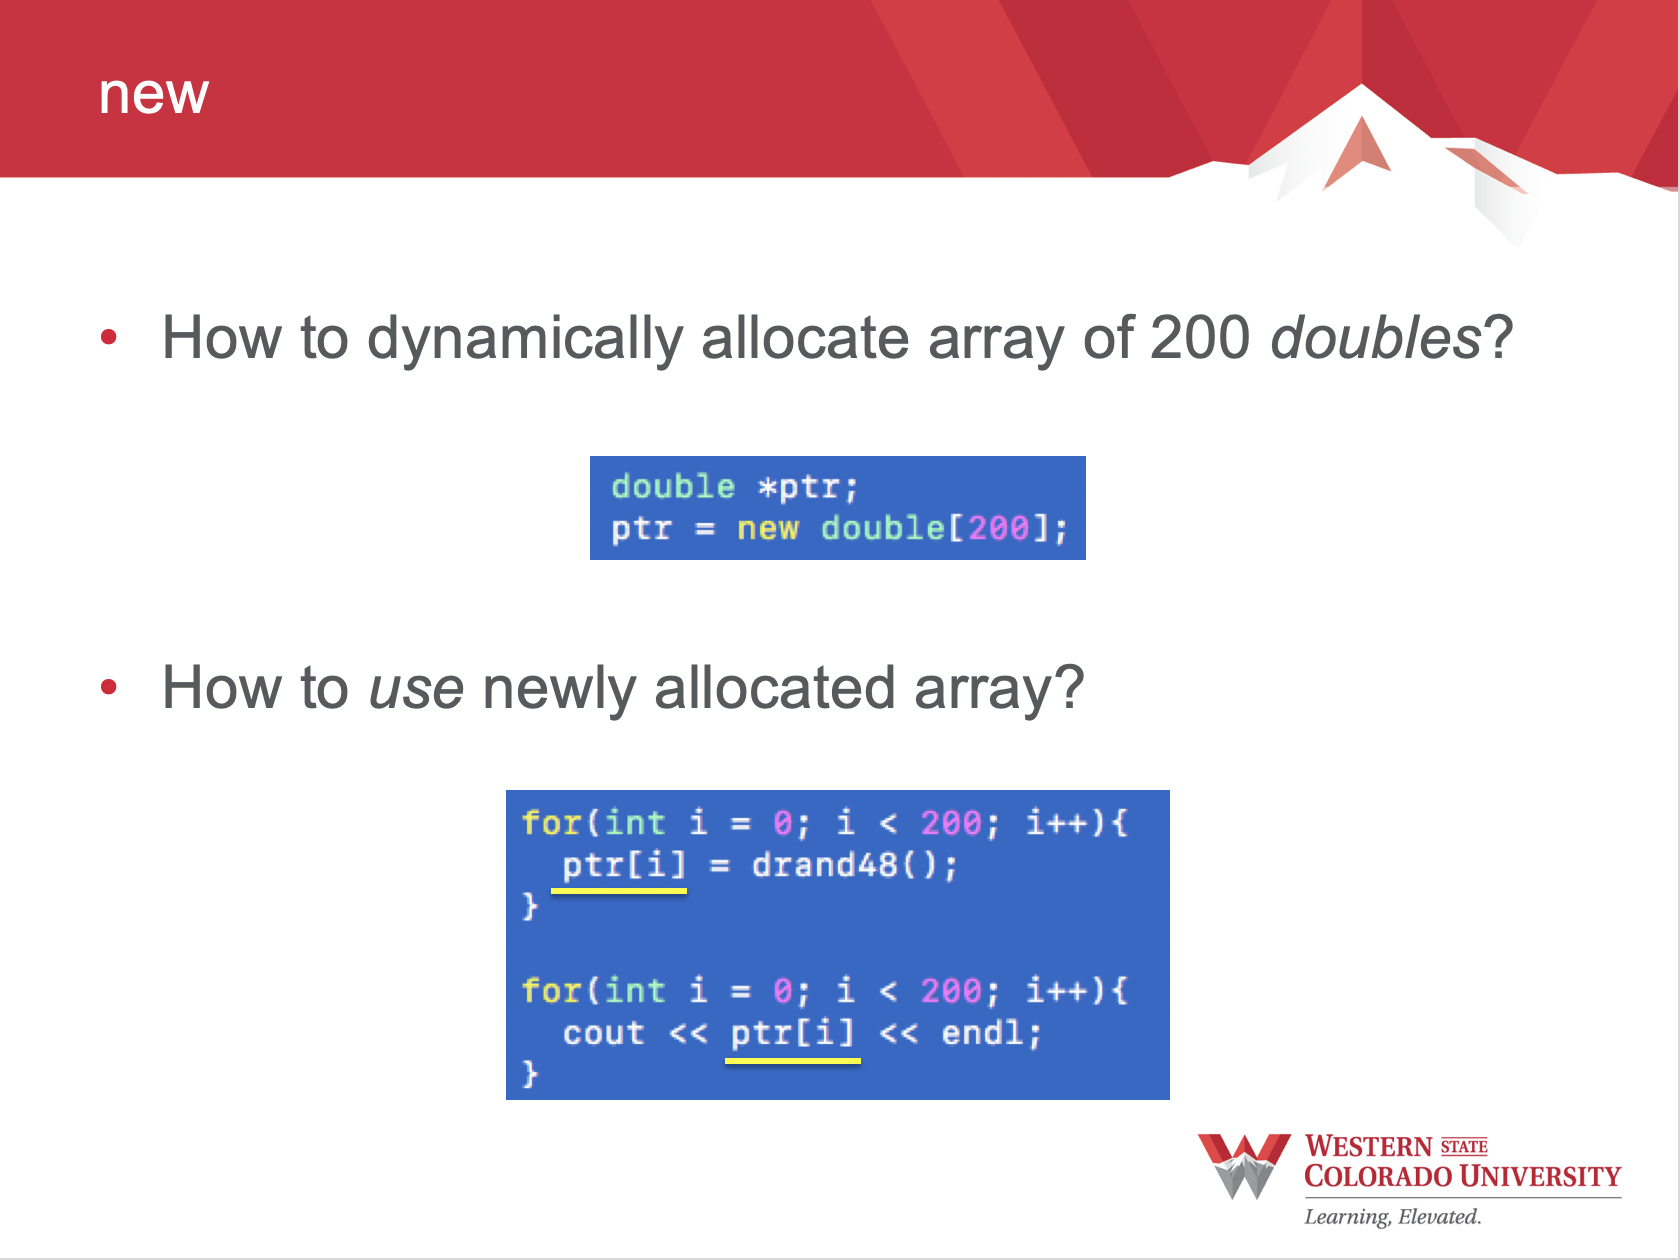 new
• How to dynamically allocate array of 200 doubles?
double *ptr;
ptr = new double[200];
• How to use newly allocated array?
for(int i = 0; i < 200; i++){
  ptr[i] = drand48();
}
for(int i = 0; i < 200; i++){
  cout << ptr[i] << endl;
}
WESTERN STATE
COLORADO UNIVERSITY
Learning, Elevated.